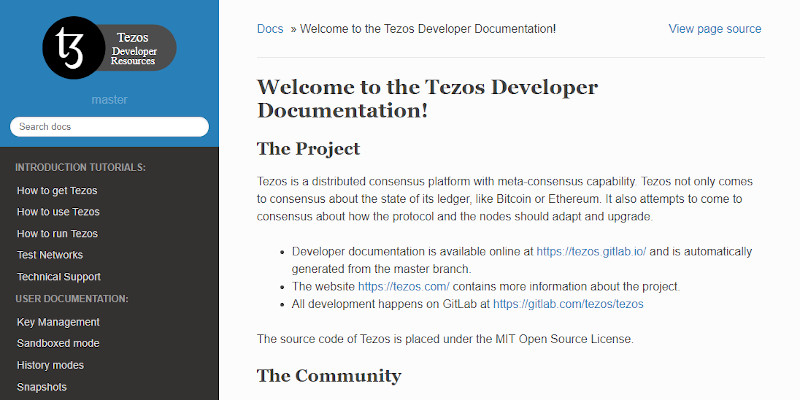 Tezos
Developer
Resources
master
Search docs
INTRODUCTION TUTORIALS:
How to get Tezos
How to use Tezos
How to run Tezos
Test Networks
Technical Support
USER DOCUMENTATION:
Key Management
Sandboxed mode
History modes
Snapshots
Docs » Welcome to the Tezos Developer Documentation!
View page source
Welcome to the Tezos Developer
Documentation!
The Project
Tezos is a distributed consensus platform with meta-consensus capability. Tezos not only comes
to consensus about the state of its ledger, like Bitcoin or Ethereum. It also attempts to come to
consensus about how the protocol and the nodes should adapt and upgrade.
• Developer documentation is available online at https://tezos.gitlab.io/ and is automatically
generated from the master branch.
• The website https://tezos.com/ contains more information about the project.
• All development happens on GitLab at https://gitlab.com/tezos/tezos
The source code of Tezos is placed under the MIT Open Source License.
The Community